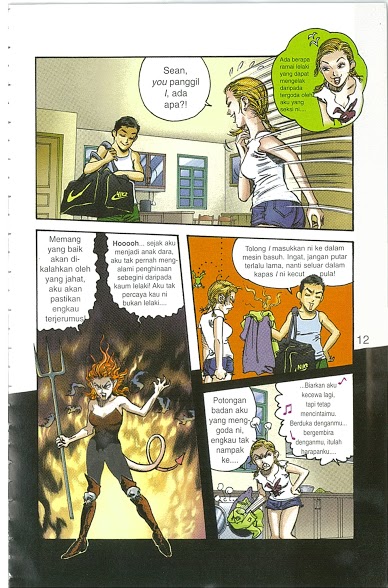 Sean,
you panggil
I, ada
apa?!
Ada berapa
ramai lelaki
yang dapat
mengelak
daripada
tergoda oleh
aku yang
seksi ni....
NIKE
Memang
yang baik
akan di-
kalahkan oleh
yang jahat,
aku akan
pastikan
engkau
terjerumus!
Hooooh... sejak aku
menjadi anak dara,
aku tak pernah meng-
alami penghinaan
sebegini daripada
kaum lelaki! Aku tak
percaya kau ni
bukan lelaki....
Tolong I masukkan ni ke dalam
mesin basuh. Ingat, jangan putar
terlalu lama, nanti seluar dalam
kapas I ni kecut pula!
12
Potongan
badan aku
yang meng-
goda ni,
engkau tak
nampak
ke....
...Biarkan aku
kecewa lagi,
tapi tetap
mencintaimu.
Berduka denganmu...
bergembira
denganmu, itulah
harapanku....